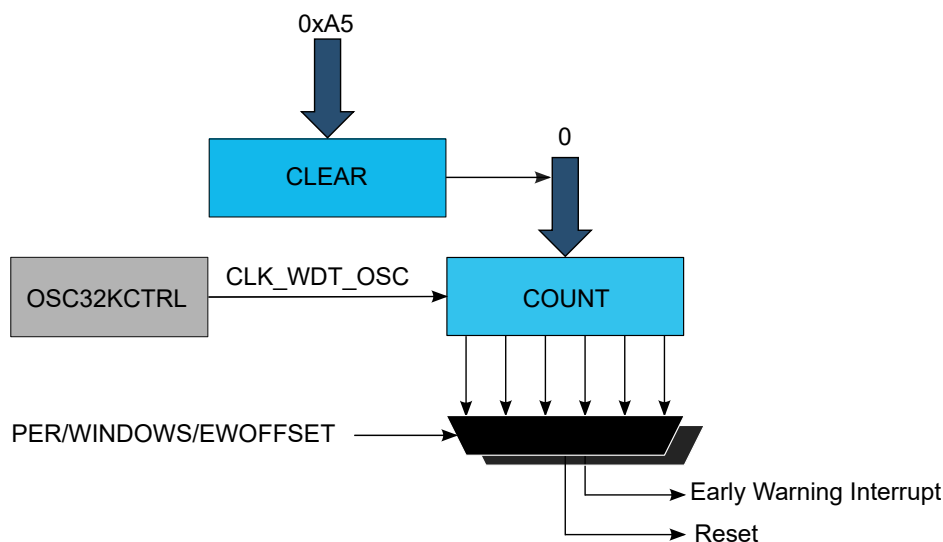 0xA5
0
CLEAR
CLK_WDT_OSC
OSC32KCTRL
COUNT
PER/WINDOWS/EWOFFSET
Early Warning Interrupt
Reset